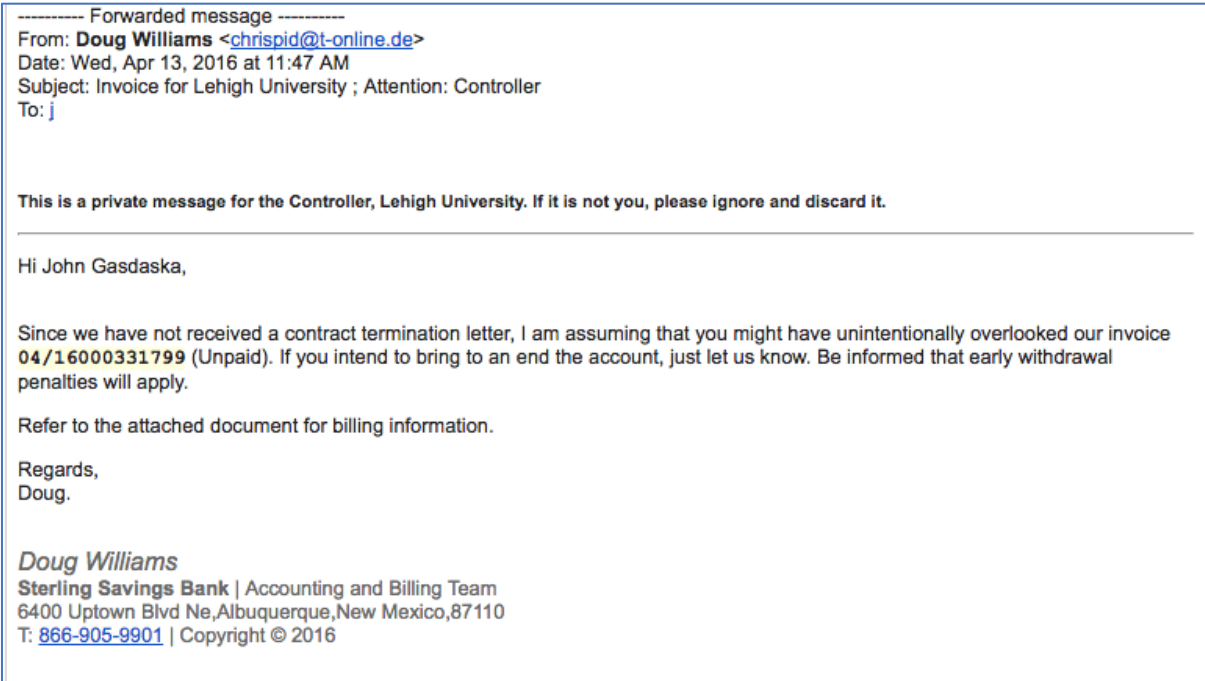 ---------- Forwarded message ----------
From: Doug Williams <chrispid@t-online.de>
Date: Wed, Apr 13, 2016 at 11:47 AM
Subject: Invoice for Lehigh University ; Attention: Controller
To: j
This is a private message for the Controller, Lehigh University. If it is not you, please ignore and discard it.
Hi John Gasdaska,
Since we have not received a contract termination letter, I am assuming that you might have unintentionally overlooked our invoice
04/16000331799 (Unpaid). If you intend to bring to an end the account, just let us know. Be informed that early withdrawal
penalties will apply.
Refer to the attached document for billing information.
Regards,
Doug.
Doug Williams
Sterling Savings Bank | Accounting and Billing Team
6400 Uptown Blvd Ne,Albuquerque,New Mexico,87110
T: 866-905-9901 | Copyright © 2016